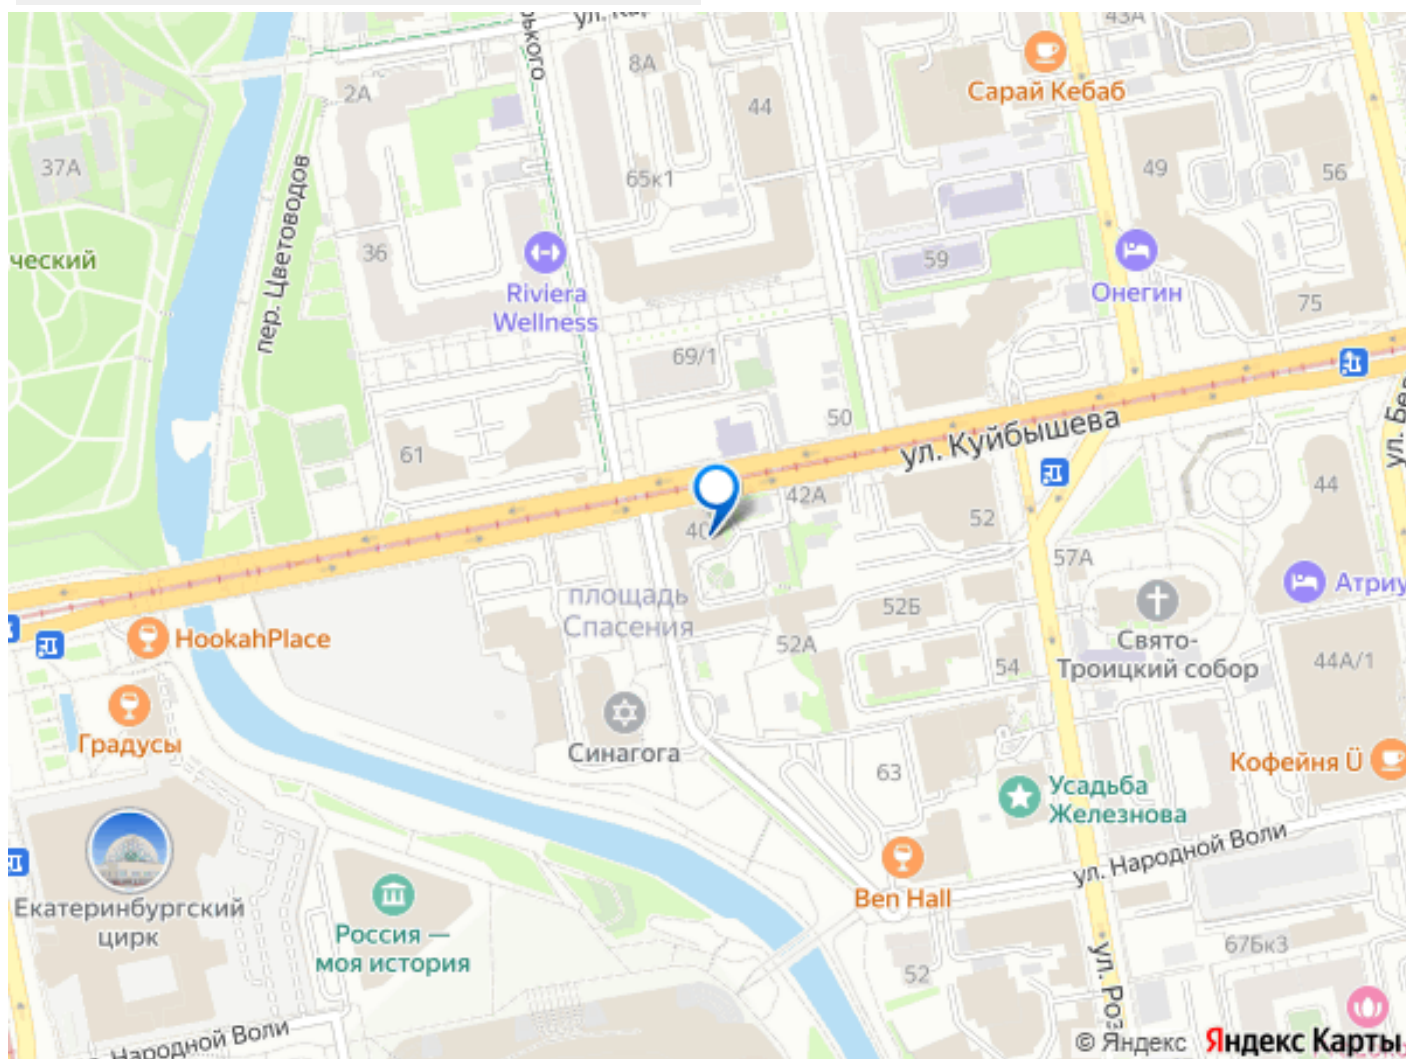 43А
8А
2А
44
Сарай Кебаб
37А
65к1
49
56
пер. Цветоводов
36
59
ческий
Riviera
Wellness
Онегин
75
69/1
50
61
ул. Куйбышева
42А
44
40
52
57А
площадь
Спасения
52Б
Атриу
HookahPlace
52А
Свято-
Троицкий собор
54
44А/1
Градусы
Синагога
63
Кофейня Ü
Усадьба
Железнова
ул. Народной Воли
Ben Hall
Екатеринбургский
цирк
Россия —
моя история
67Бк3
52
ул. Роз
Народной Воли
© Яндекс Яндекс Карты